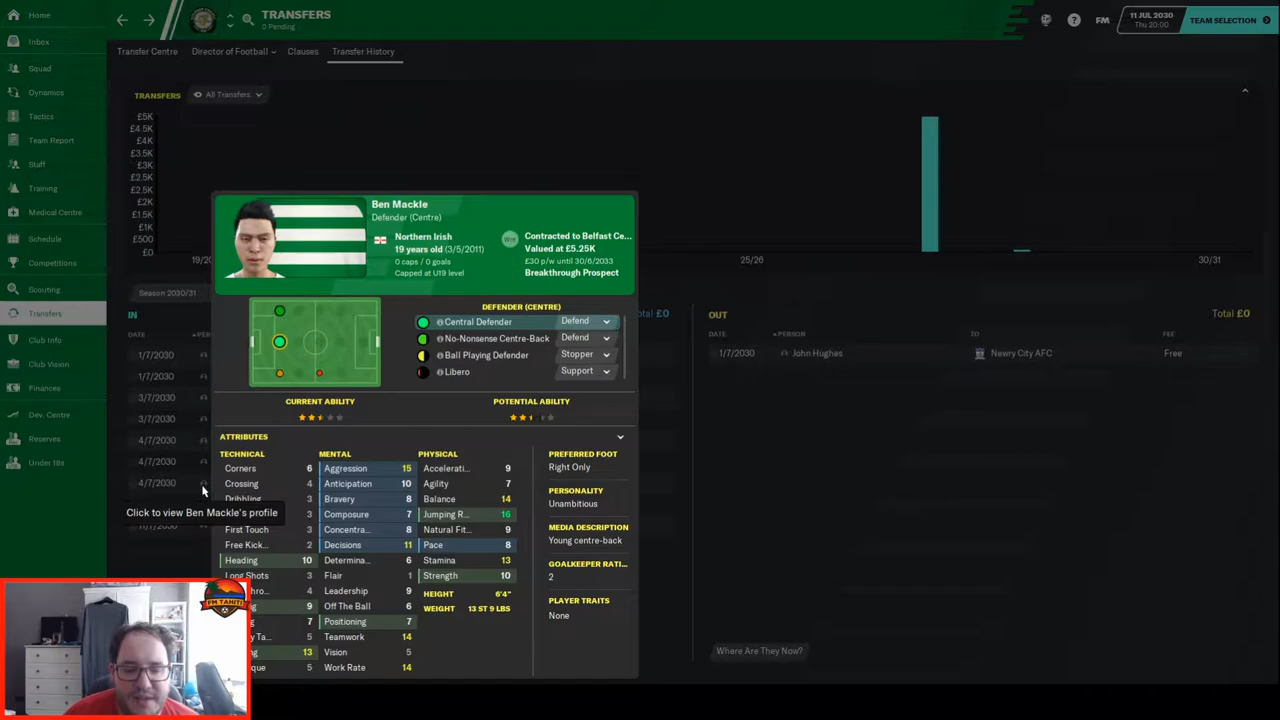 Home
TRANSFERS
0 Pending
FM
11 JUL 2030
Thu 20:00
TEAM SELECTION
Inbox
Squad
Dynamics
Tactics
Team Report
Staff
Training
Medical Centre
Schedule
Competitions
Scouting
Transfers
Club Info
Club Vision
Finances
Dev. Centre
Reserves
Under 18s
Transfer Centre
Director of Football
Clauses
Transfer History
TRANSFERS
All Transfers
£5K
£4.5K
£4K
£3.5K
£3K
£2.5K
£2K
£1.5K
£1K
£500
£0
25/26
30/31
Season 2030/31
IN
DATE
1/7/2030
1/7/2030
3/7/2030
3/7/2030
4/7/2030
4/7/2030
4/7/2030
Click to view Ben Mackle's profile
Ben Mackle
Defender (Centre)
Northern Irish
19 years old (3/5/2011)
0 caps / 0 goals
Capped at U19 level
Contracted to Belfast Ce...
Valued at £5.25K
£30 p/w until 30/6/2033
Breakthrough Prospect
DEFENDER (CENTRE)
Central Defender Defend
No-Nonsense Centre-Back Defend
Ball Playing Defender Stopper
Libero Support
CURRENT ABILITY
POTENTIAL ABILITY
ATTRIBUTES
TECHNICAL
Corners 6
Crossing 4
Dribbling
3
First Touch 3
Free Kick... 2
Heading 10
Long Shots 3
4
9
7
5
13
5
MENTAL
Aggression 15
Anticipation 10
Bravery 8
Composure 7
Concentra... 8
Decisions 11
Determina... 6
Flair 1
Leadership 9
Off The Ball 6
Positioning 7
Teamwork 14
Vision 5
Work Rate 14
PHYSICAL
Accelerati... 9
Agility 7
Balance 14
Jumping R... 16
Natural Fit... 9
Pace 8
Stamina 13
Strength 10
HEIGHT 6'4"
WEIGHT 13 ST 9 LBS
PREFERRED FOOT
Right Only
PERSONALITY
Unambitious
MEDIA DESCRIPTION
Young centre-back
GOALKEEPER RATI...
2
PLAYER TRAITS
None
Total £0
OUT
Total £0
DATE PERSON TO FEE
1/7/2030 John Hughes Newry City AFC Free
Where Are They Now?
FM TAHITI